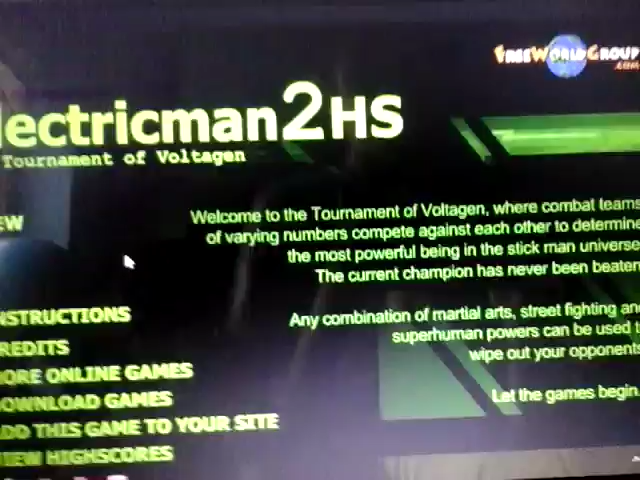 FREEWORLDGROUP
.COM
lectricman2HS
Tournament of Voltagen
EW
Welcome to the Tournament of Voltagen, where combat teams
of varying numbers compete against each other to determine
the most powerful being in the stick man universe
The current champion has never been beaten
NSTRUCTIONS
REDITS
ORE ONLINE GAMES
OWNLOAD GAMES
DD THIS GAME TO YOUR SITE
IEW HIGHSCORES
Any combination of martial arts, street fighting an
superhuman powers can be used
wipe out your opponents
Let the games begin.